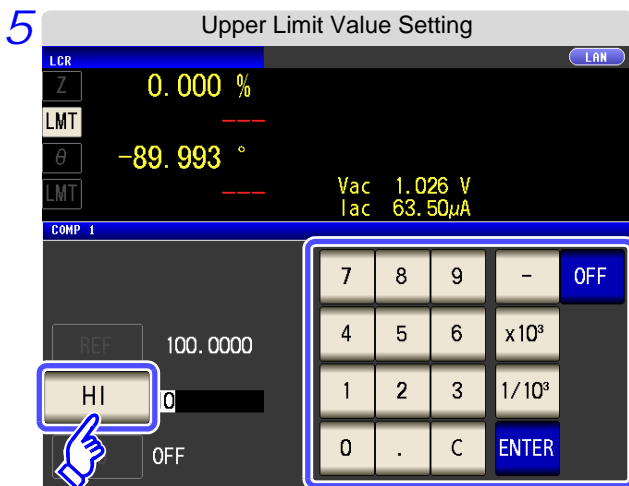 5
Upper Limit Value Setting
LCR
LAN
Z 0.000 %
LMT ---
θ -89.993 °
LMT ---
Vac 1.026 V
Iac 63.50µA
COMP 1
7 8 9 - OFF
REF 100.0000
4 5 6 x10³
HI 0
1 2 3 1/10³
OFF
0 . C ENTER